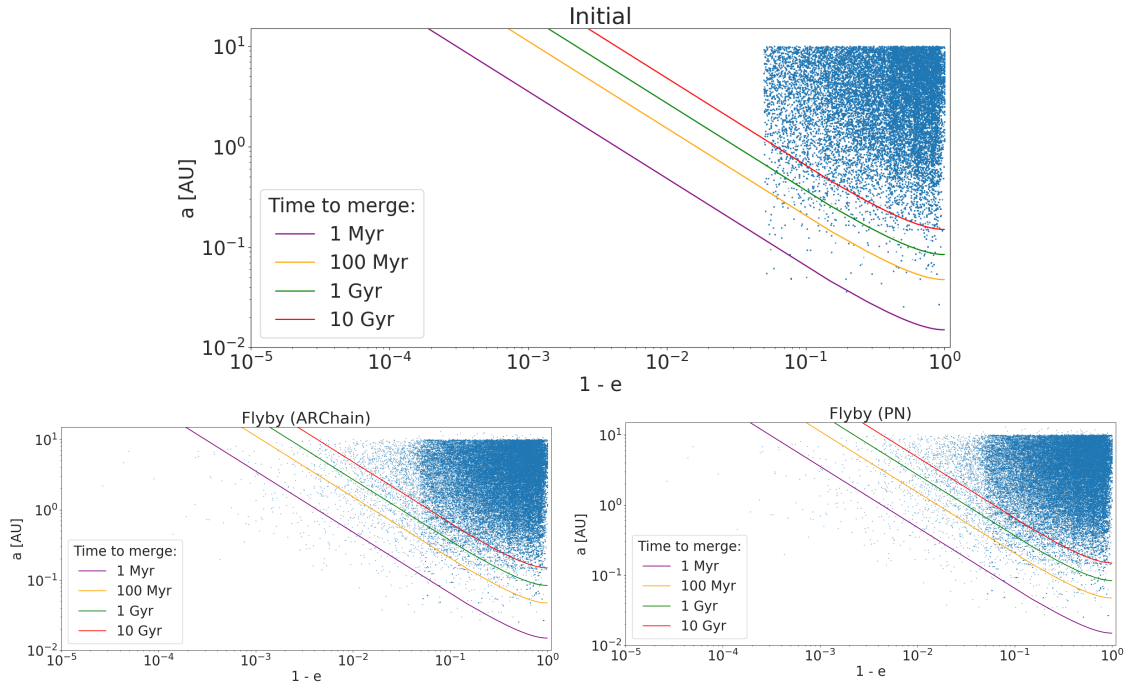 Initial
a [AU]
10¹
10⁰
10⁻¹
10⁻²
Time to merge:
1 Myr
100 Myr
1 Gyr
10 Gyr
10⁻⁵ 10⁻⁴ 10⁻³ 10⁻² 10⁻¹ 10⁰
1 - e
Flyby (ARChain)
a [AU]
10¹
10⁰
10⁻¹
10⁻²
Time to merge:
1 Myr
100 Myr
1 Gyr
10 Gyr
10⁻⁵ 10⁻⁴ 10⁻³ 10⁻² 10⁻¹ 10⁰
1 - e
Flyby (PN)
a [AU]
10¹
10⁰
10⁻¹
10⁻²
Time to merge:
1 Myr
100 Myr
1 Gyr
10 Gyr
10⁻⁵ 10⁻⁴ 10⁻³ 10⁻² 10⁻¹ 10⁰
1 - e